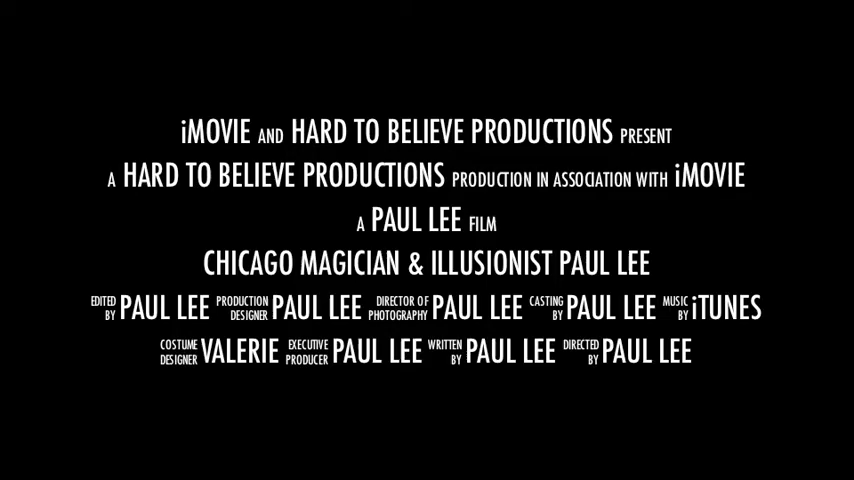 iMOVIE AND HARD TO BELIEVE PRODUCTIONS PRESENT
A HARD TO BELIEVE PRODUCTIONS PRODUCTION IN ASSOCIATION WITH iMOVIE
A PAUL LEE FILM
CHICAGO MAGICIAN & ILLUSIONIST PAUL LEE
EDITED BY PAUL LEE PRODUCTION DESIGNER PAUL LEE DIRECTOR OF PHOTOGRAPHY PAUL LEE CASTING BY PAUL LEE MUSIC BY iTUNES
COSTUME DESIGNER VALERIE EXECUTIVE PRODUCER PAUL LEE WRITTEN BY PAUL LEE DIRECTED BY PAUL LEE